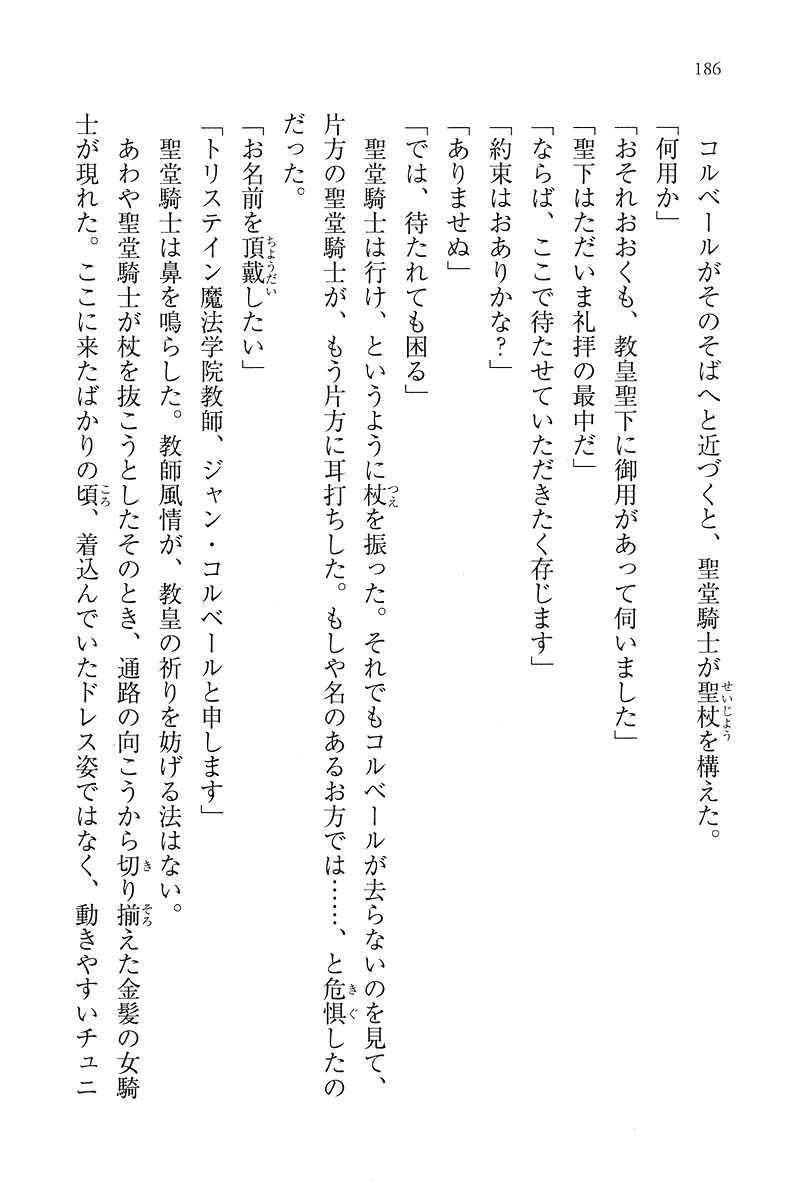 186
コルベールがそのそばへと近づくと、聖堂騎士が聖杖を構えた。
「何用か」
「おそれおおくも、教皇聖下に御用があって伺いました」
「聖下はただいま礼拝の最中だ」
「ならば、ここで待たせていただきたく存じます」
「約束はおありかな？」
「ありませぬ」
「では、待たれても困る」
聖堂騎士は行け、というように杖を振った。それでもコルベールが去らないのを見て、
片方の聖堂騎士が、もう片方に耳打ちした。もしや名のあるお方では……、と危惧したの
だった。
「お名前を頂戴したい」
「トリステイン魔法学院教師、ジャン・コルベールと申します」
聖堂騎士は鼻を鳴らした。教師風情が、教皇の祈りを妨げる法はない。
あわや聖堂騎士が杖を抜こうとしたそのとき、通路の向こうから切り揃えた金髪の女騎
士が現れた。ここに来たばかりの頃、着込んでいたドレス姿ではなく、動きやすいチュニ